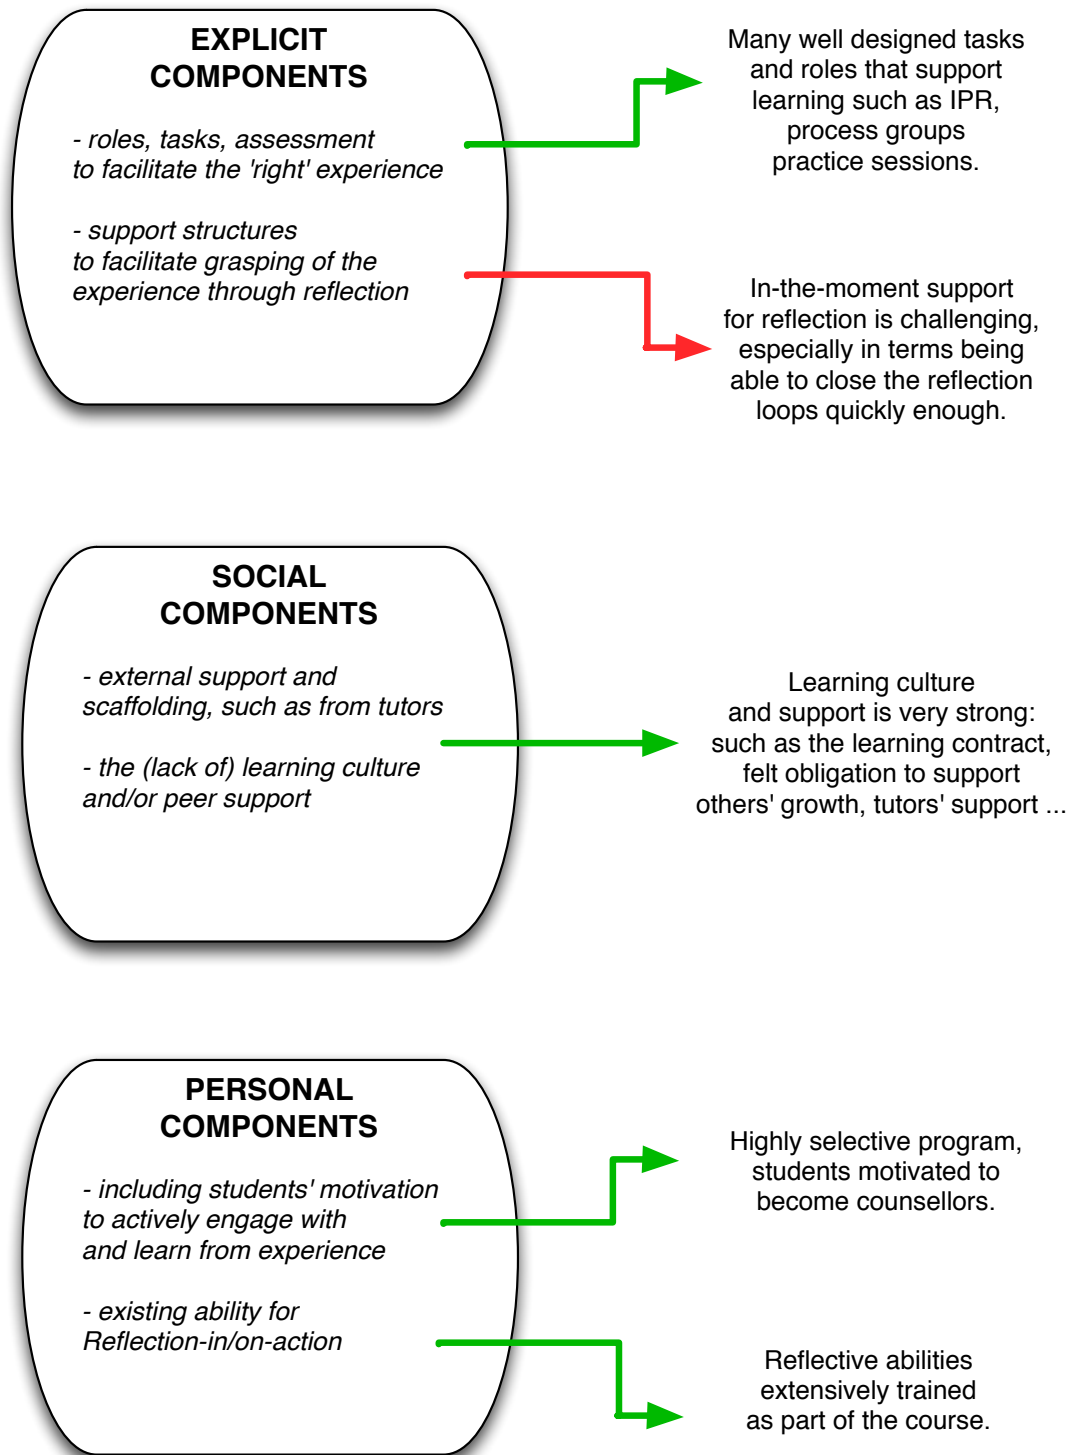 EXPLICIT
COMPONENTS
- roles, tasks, assessment
to facilitate the 'right' experience
- support structures
to facilitate grasping of the
experience through reflection
Many well designed tasks
and roles that support
learning such as IPR,
process groups
practice sessions.
In-the-moment support
for reflection is challenging,
especially in terms being
able to close the reflection
loops quickly enough.
SOCIAL
COMPONENTS
- external support and
scaffolding, such as from tutors
- the (lack of) learning culture
and/or peer support
Learning culture
and support is very strong:
such as the learning contract,
felt obligation to support
others' growth, tutors' support ...
PERSONAL
COMPONENTS
- including students' motivation
to actively engage with
and learn from experience
- existing ability for
Reflection-in/on-action
Highly selective program,
students motivated to
become counsellors.
Reflective abilities
extensively trained
as part of the course.